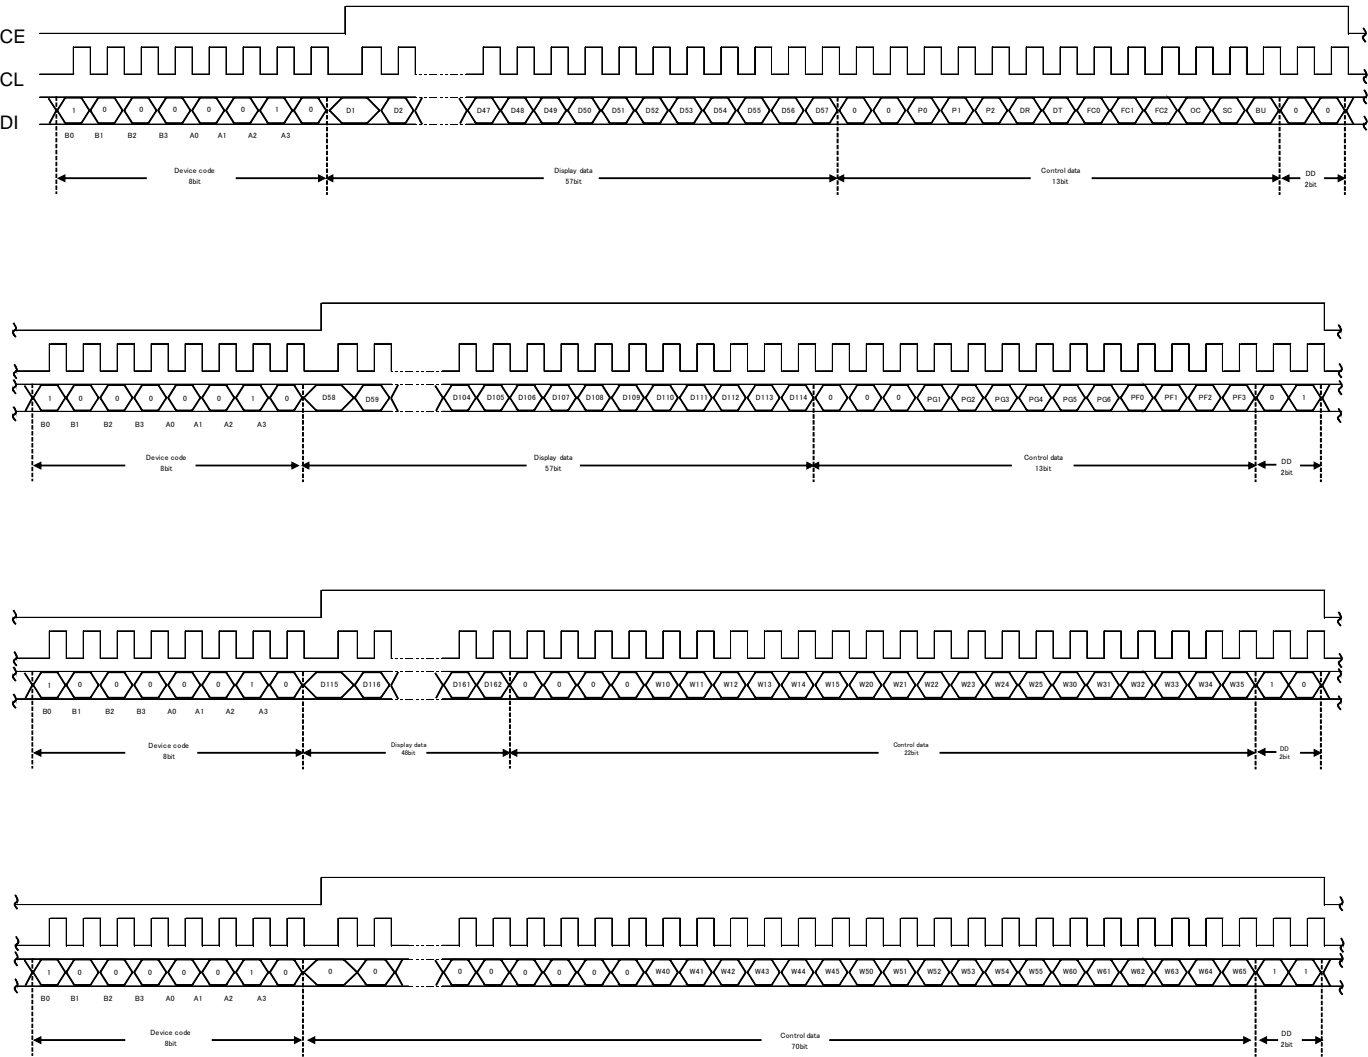 CE
CL
DI
1 0 0 0 0 0 1 0 D1 D2 D47 D48 D49 D50 D51 D52 D53 D54 D55 D56 D57 0 0 P0 P1 P2 DR DT FC0 FC1 FC2 OC SC BU 0 0
B0 B1 B2 B3 A0 A1 A2 A3
Device code Display data Control data DD
8bit 57bit 13bit 2bit
1 0 0 0 0 0 1 0 D58 D59 D104 D105 D106 D107 D108 D109 D110 D111 D112 D113 D114 0 0 0 PG1 PG2 PG3 PG4 PG5 PG6 PF0 PF1 PF2 PF3 0 1
B0 B1 B2 B3 A0 A1 A2 A3
Device code Display data Control data DD
8bit 57bit 13bit 2bit
1 0 0 0 0 0 1 0 D115 D116 D161 D162 0 0 0 0 W10 W11 W12 W13 W14 W15 W20 W21 W22 W23 W24 W25 W30 W31 W32 W33 W34 W35 1 0
B0 B1 B2 B3 A0 A1 A2 A3
Device code Display data Control data DD
8bit 48bit 22bit 2bit
1 0 0 0 0 0 1 0 0 0 0 0 0 0 0 0 W40 W41 W42 W43 W44 W45 W50 W51 W52 W53 W54 W55 W60 W61 W62 W63 W64 W65 1 1
B0 B1 B2 B3 A0 A1 A2 A3
Device code Control data DD
8bit 70bit 2bit